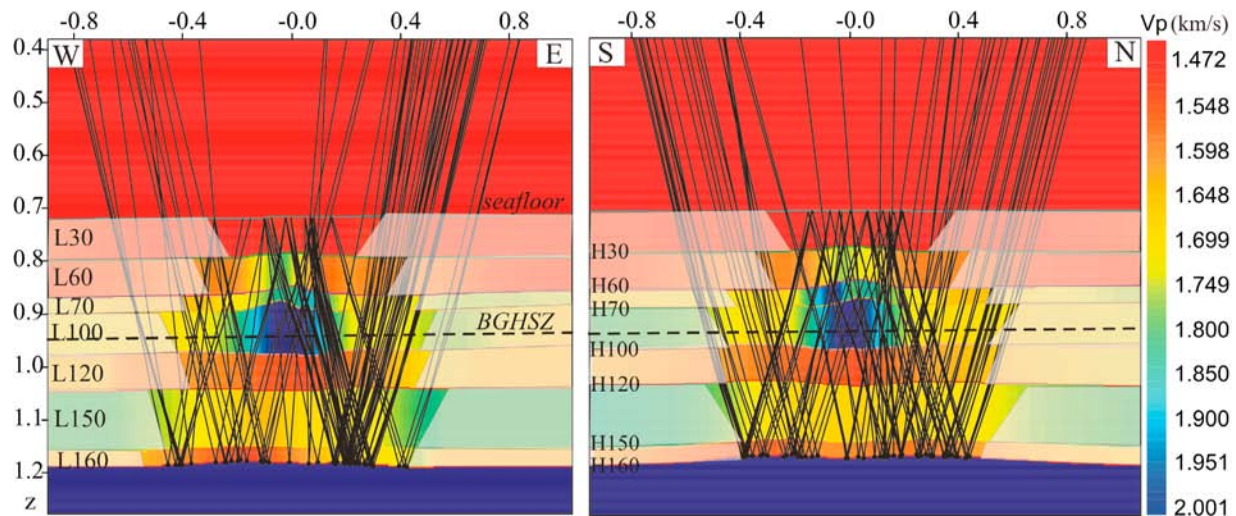 -0.8 -0.4 -0.0 0.4 0.8
-0.8 -0.4 -0.0 0.4 0.8
Vp (km/s)
0.4
0.5
0.6
0.7
0.8
0.9
1.0
1.1
1.2
z
W E
seafloor
L30
L60
L70
L100
BGHSZ
L120
L150
L160
S N
H30
H60
H70
H100
H120
H150
H160
1.472
1.548
1.598
1.648
1.699
1.749
1.800
1.850
1.900
1.951
2.001